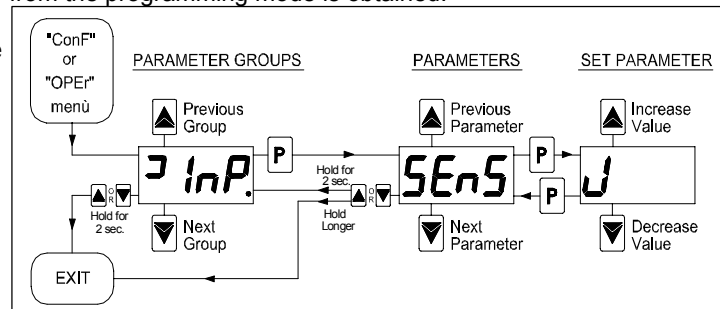 from the programming mode is obtained.
e
"ConF"
or
"OPEr"
menù
PARAMETER GROUPS
PARAMETERS
SET PARAMETER
Previous
Group
Previous
Parameter
Increase
Value
InP.
P
Hold for
2 sec.
SEnS
P
J
OR
Hold for
2 sec.
OR
Hold
Longer
P
Next
Group
Next
Parameter
Decrease
Value
EXIT